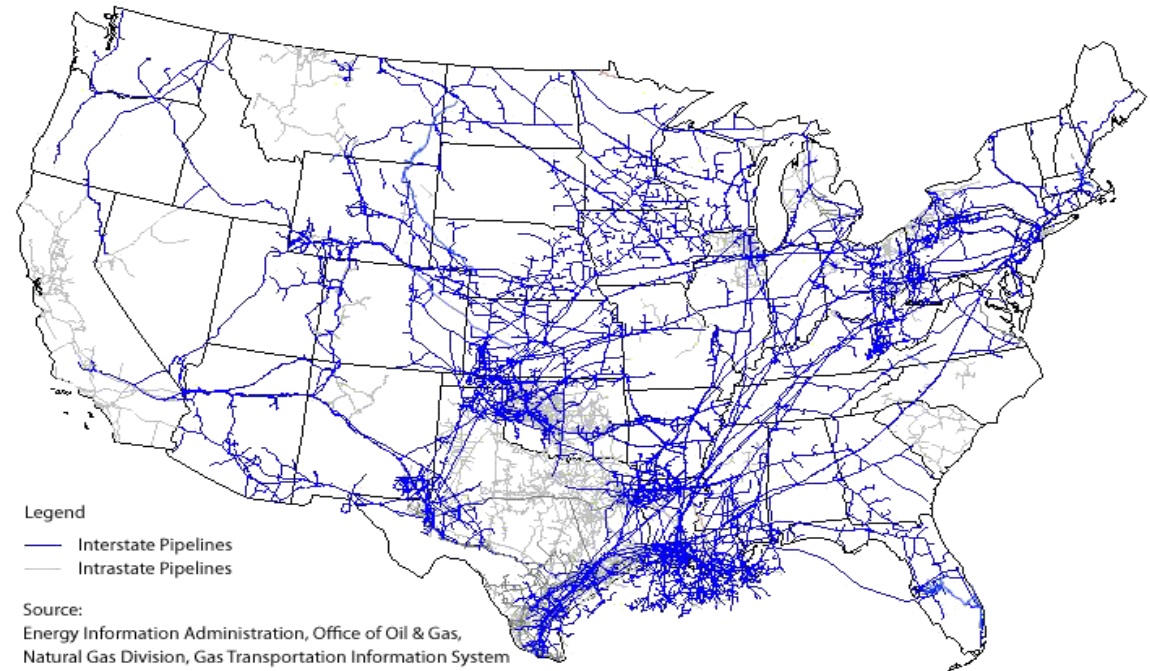 Legend
Interstate Pipelines
Intrastate Pipelines
Source:
Energy Information Administration, Office of Oil & Gas,
Natural Gas Division, Gas Transportation Information System